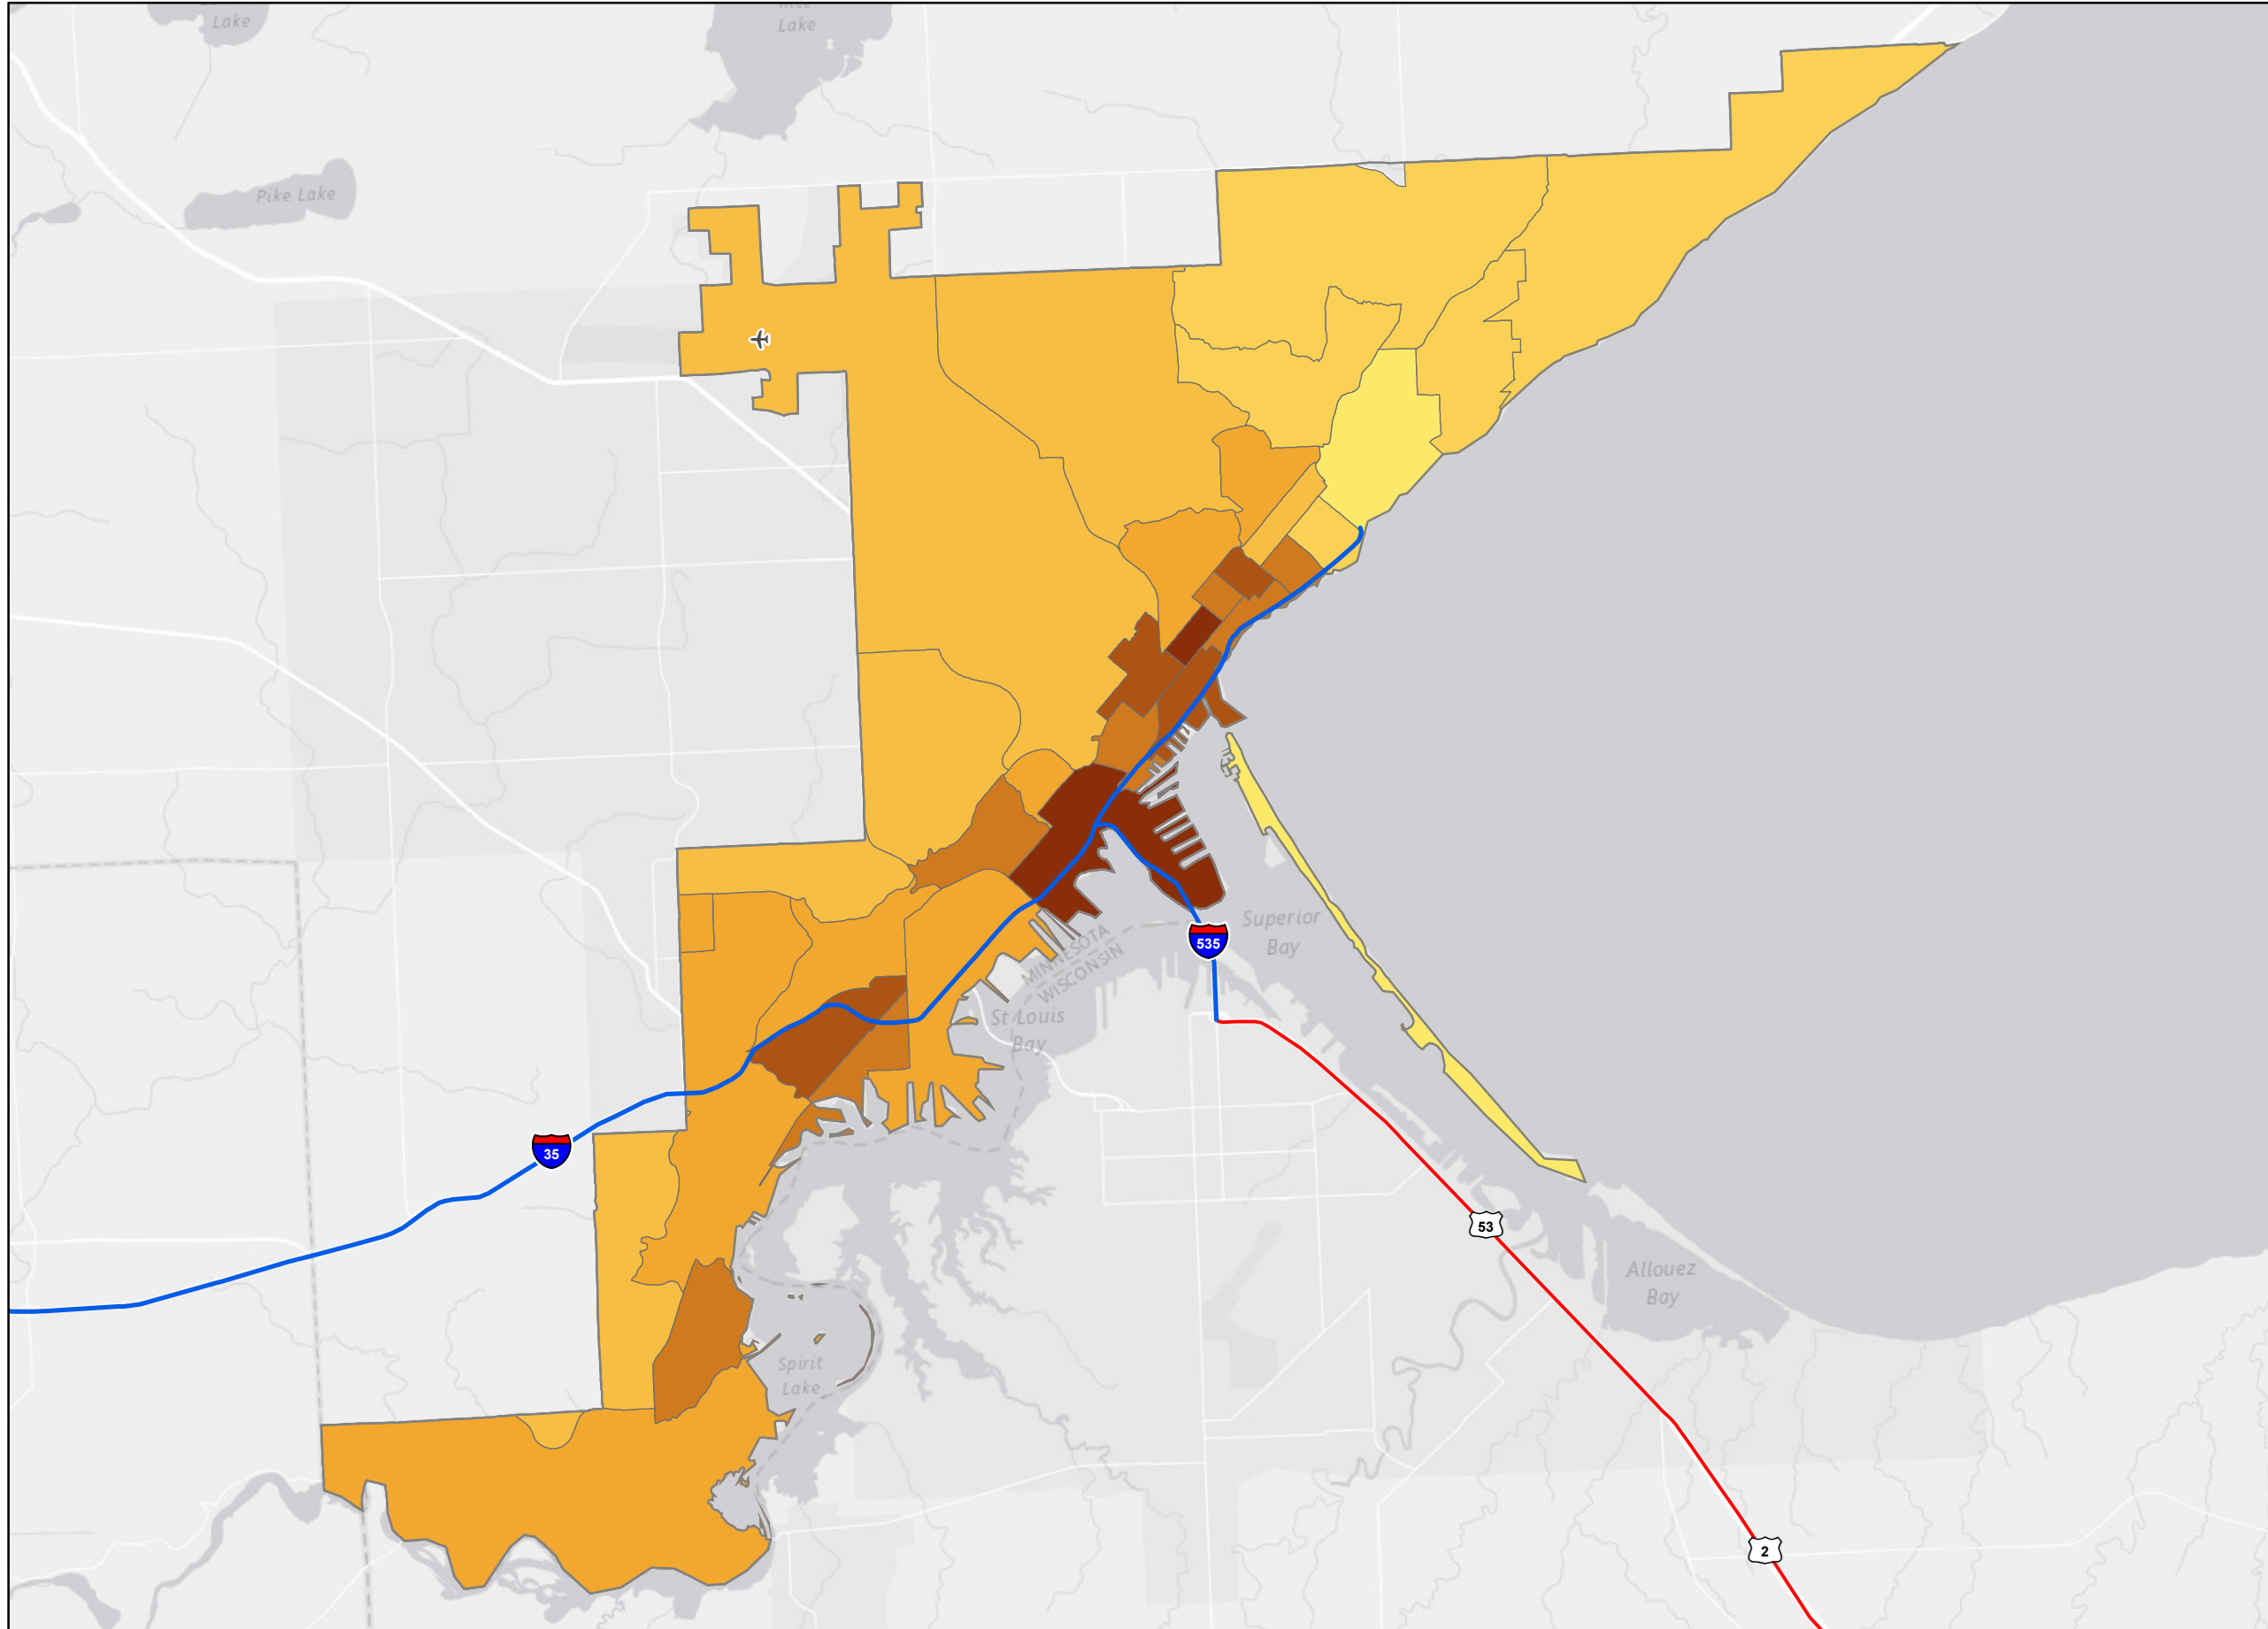 Lake
Lake
Pike Lake
Superior
Bay
535
MINNESOTA
WISCONSIN
St Louis
Bay
35
53
Allouez
Bay
Spirit
Lake
2